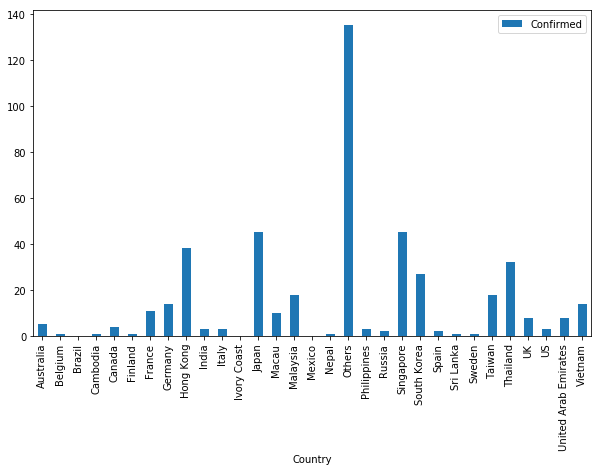 140
120
100
80
60
40
20
0
Confirmed
Australia
Belgium
Brazil
Cambodia
Canada
Finland
France
Germany
Hong Kong
India
Italy
Ivory Coast
Japan
Macau
Malaysia
Mexico
Nepal
Others
Philippines
Russia
Singapore
South Korea
Spain
Sri Lanka
Sweden
Taiwan
Thailand
UK
US
United Arab Emirates
Vietnam
Country